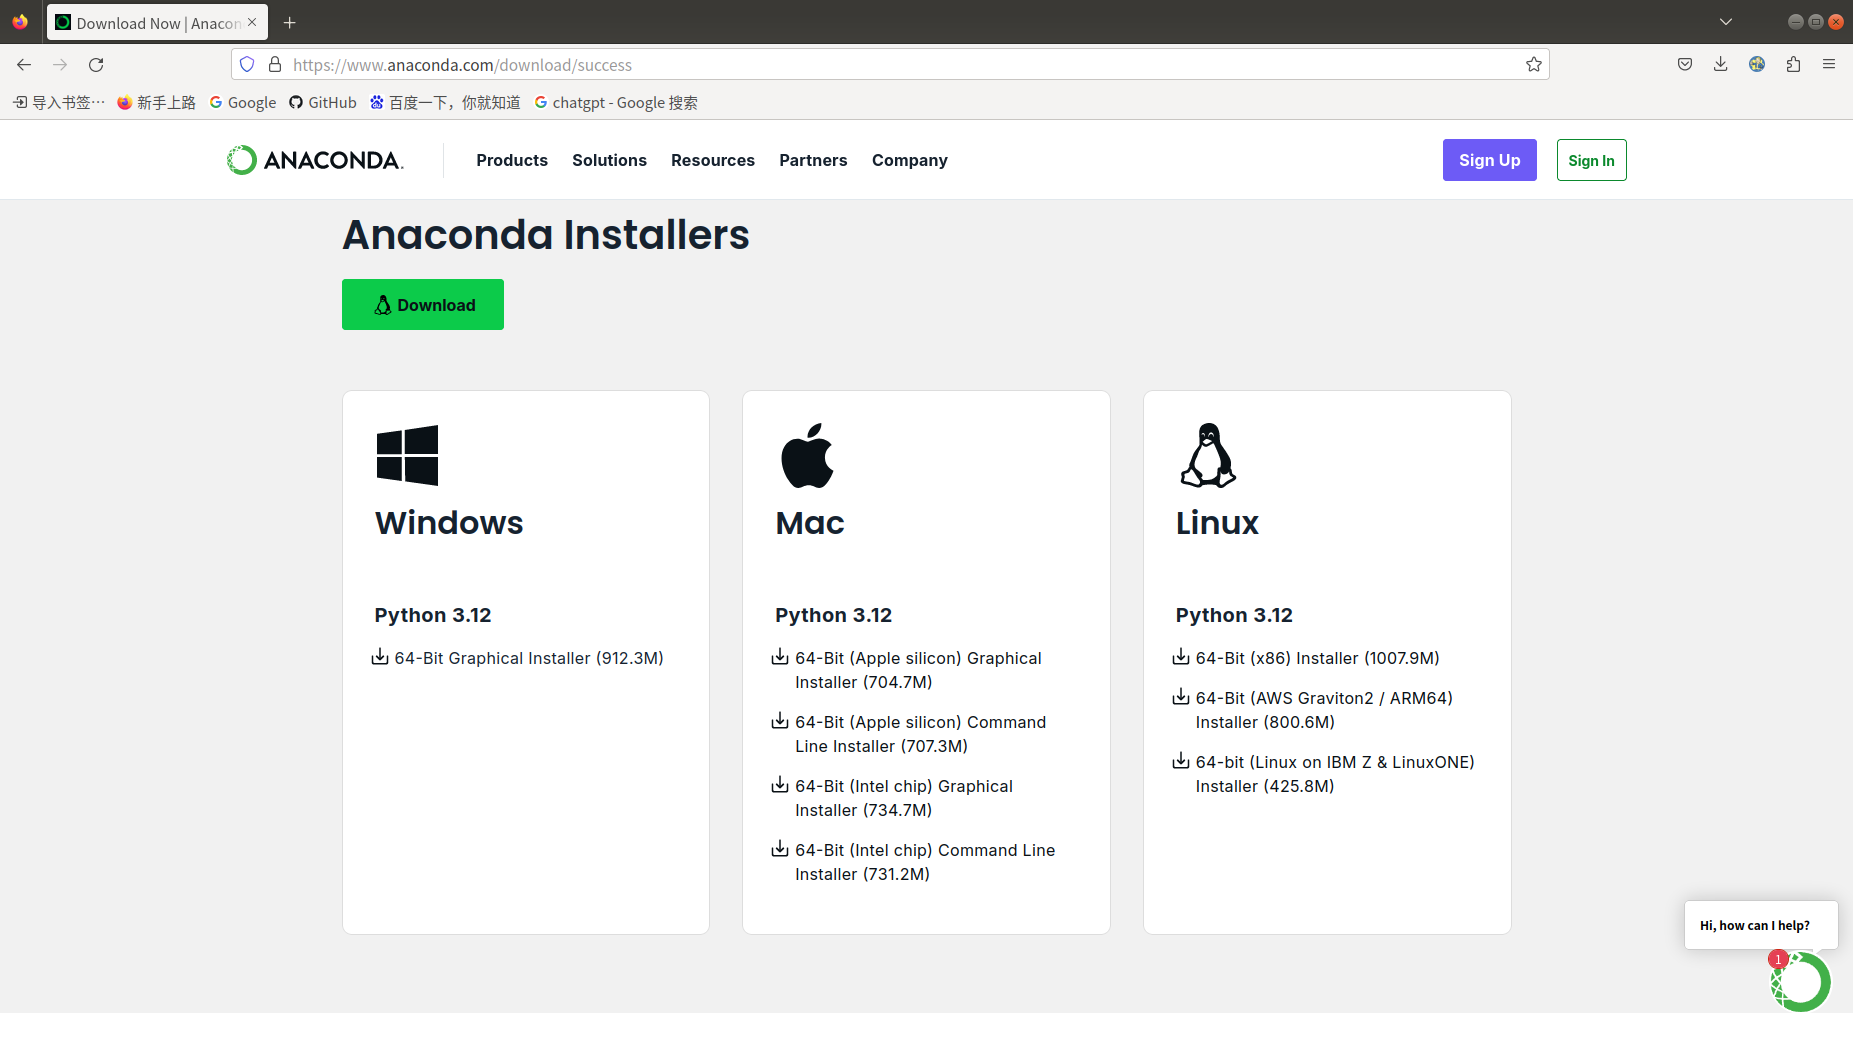 Download Now | Anacon
https://www.anaconda.com/download/success
导入书签… 新手上路 Google GitHub 百度一下，你就知道 chatgpt - Google 搜索
ANACONDA. Products Solutions Resources Partners Company Sign Up Sign In
Anaconda Installers
Download
Windows
Python 3.12
64-Bit Graphical Installer (912.3M)
Mac
Python 3.12
64-Bit (Apple silicon) Graphical
Installer (704.7M)
64-Bit (Apple silicon) Command
Line Installer (707.3M)
64-Bit (Intel chip) Graphical
Installer (734.7M)
64-Bit (Intel chip) Command Line
Installer (731.2M)
Linux
Python 3.12
64-Bit (x86) Installer (1007.9M)
64-Bit (AWS Graviton2 / ARM64)
Installer (800.6M)
64-bit (Linux on IBM Z & LinuxONE)
Installer (425.8M)
Hi, how can I help?
1